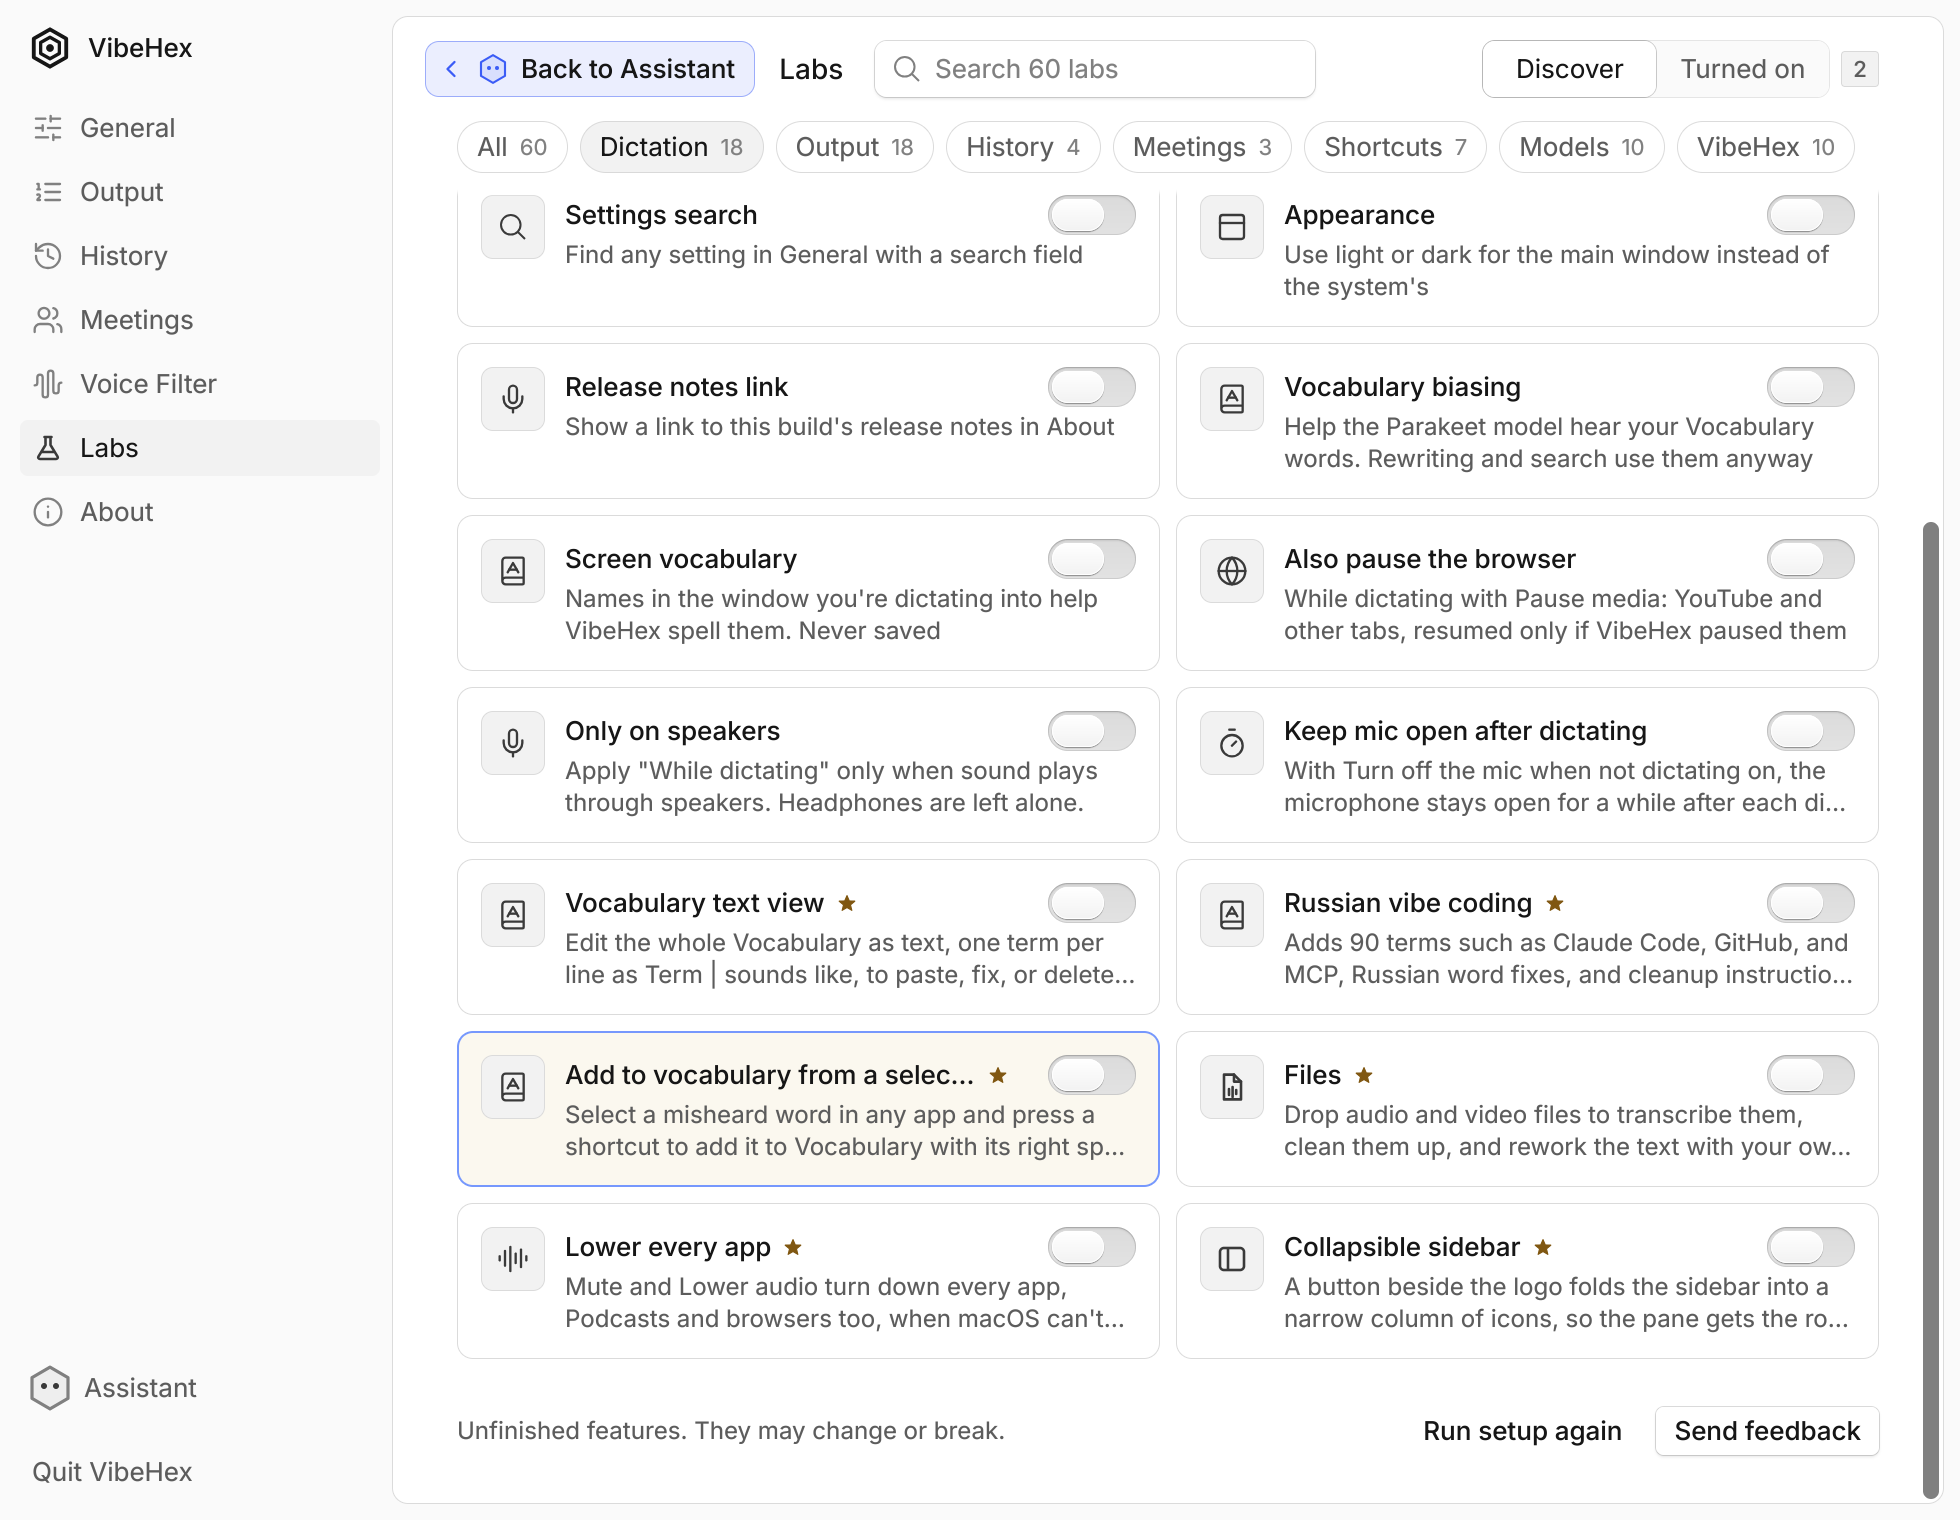 VibeHex
General
Output
History
Meetings
Voice Filter
Labs
About
Assistant
Quit VibeHex
Back to Assistant
Labs
Search 60 labs
Discover
Turned on
2
All 60
Dictation 18
Output 18
History 4
Meetings 3
Shortcuts 7
Models 10
VibeHex 10
Settings search
Find any setting in General with a search field
Appearance
Use light or dark for the main window instead of
the system's
Release notes link
Show a link to this build's release notes in About
Vocabulary biasing
Help the Parakeet model hear your Vocabulary
words. Rewriting and search use them anyway
Screen vocabulary
Names in the window you're dictating into help
VibeHex spell them. Never saved
Also pause the browser
While dictating with Pause media: YouTube and
other tabs, resumed only if VibeHex paused them
Only on speakers
Apply "While dictating" only when sound plays
through speakers. Headphones are left alone.
Keep mic open after dictating
With Turn off the mic when not dictating on, the
microphone stays open for a while after each di...
Vocabulary text view
Edit the whole Vocabulary as text, one term per
line as Term | sounds like, to paste, fix, or delete...
Russian vibe coding
Adds 90 terms such as Claude Code, GitHub, and
MCP, Russian word fixes, and cleanup instructio...
Add to vocabulary from a selec...
Select a misheard word in any app and press a
shortcut to add it to Vocabulary with its right sp...
Files
Drop audio and video files to transcribe them,
clean them up, and rework the text with your ow...
Lower every app
Mute and Lower audio turn down every app,
Podcasts and browsers too, when macOS can't...
Collapsible sidebar
A button beside the logo folds the sidebar into a
narrow column of icons, so the pane gets the ro...
Unfinished features. They may change or break.
Run setup again
Send feedback